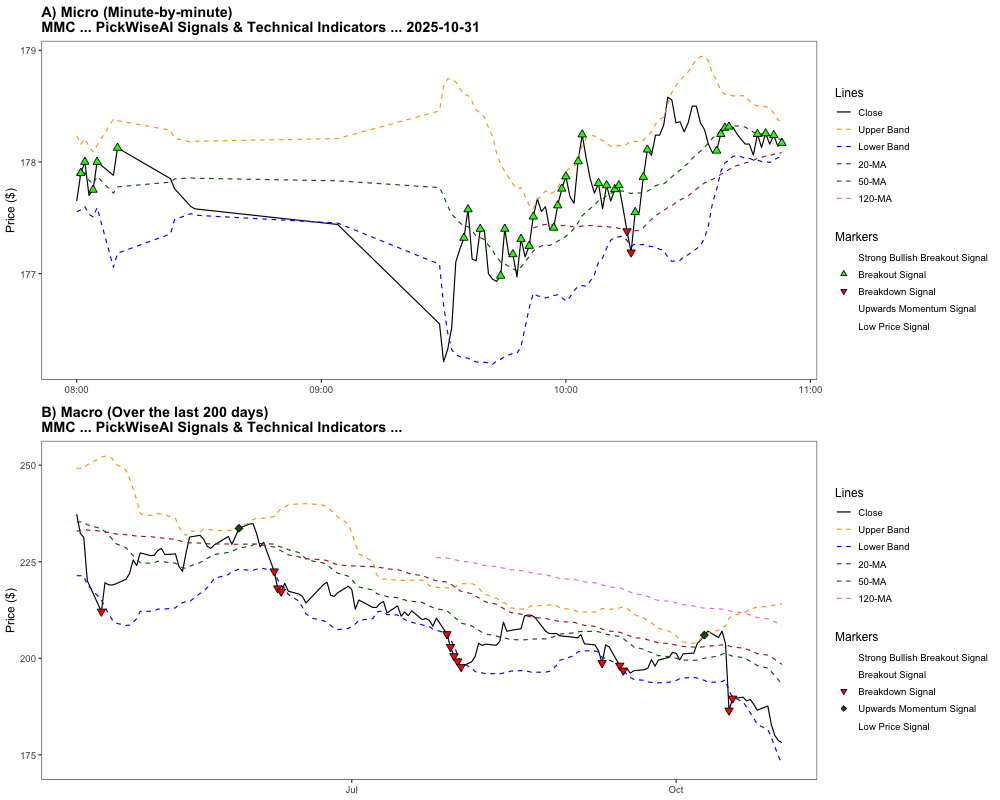 A) Micro (Minute-by-minute)
MMC ... PickWiseAI Signals & Technical Indicators ... 2025-10-31
179
178
177
Price ($)
08:00
09:00
10:00
11:00
Lines
Close
Upper Band
Lower Band
20-MA
50-MA
120-MA
Markers
Strong Bullish Breakout Signal
Breakout Signal
Breakdown Signal
Upwards Momentum Signal
Low Price Signal
B) Macro (Over the last 200 days)
MMC ... PickWiseAI Signals & Technical Indicators ...
250
225
200
175
Price ($)
Jul
Oct
Lines
Close
Upper Band
Lower Band
20-MA
50-MA
120-MA
Markers
Strong Bullish Breakout Signal
Breakout Signal
Breakdown Signal
Upwards Momentum Signal
Low Price Signal